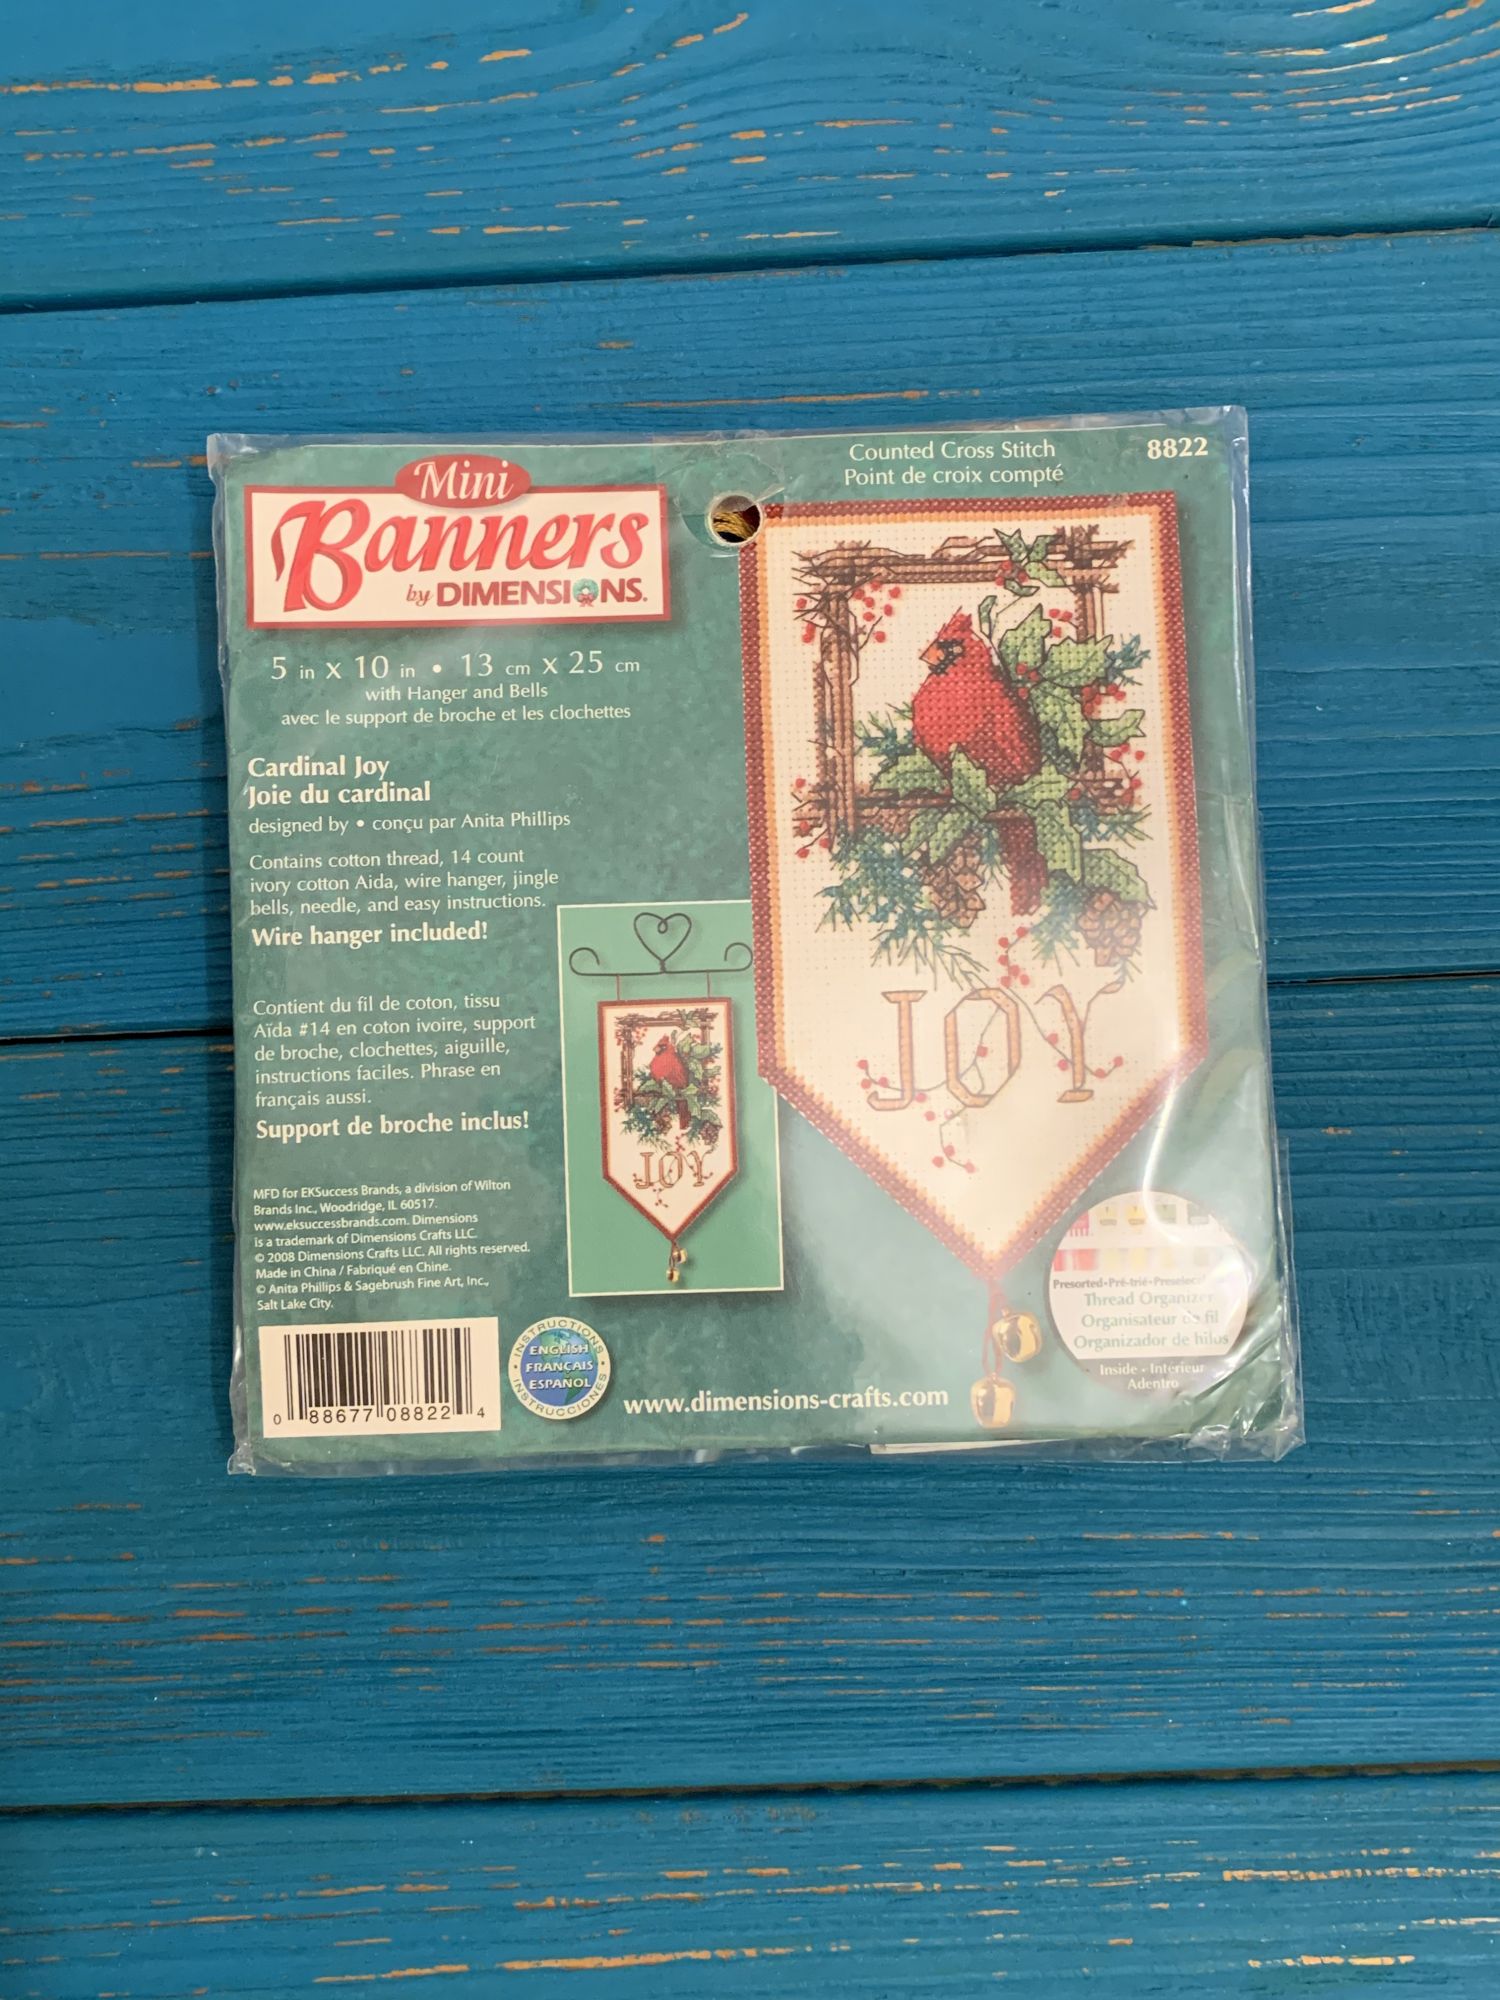 Mini
Banners
by DIMENSIONS.
5 in x 10 in • 13 cm x 25 cm
with Hanger and Bells
avec le support de broche et les clochettes
Cardinal Joy
Joie du cardinal
designed by • conçu par Anita Phillips
Contains cotton thread, 14 count
ivory cotton Aida, wire hanger, jingle
bells, needle, and easy instructions.
Wire hanger included!
Contient du fil de coton, tissu
Aïda #14 en coton ivoire, support
de broche, clochettes, aiguille,
instructions faciles. Phrase en
français aussi.
Support de broche inclus!
MFD for EKSuccess Brands, a division of Wilton
Brands Inc., Woodridge, IL 60517.
www.eksuccessbrands.com. Dimensions
is a trademark of Dimensions Crafts LLC.
© 2008 Dimensions Crafts LLC. All rights reserved.
Made in China / Fabriqué en Chine.
© Anita Phillips & Sagebrush Fine Art, Inc.,
Salt Lake City.
0 88677 08822 4
INSTRUCTIONS
ENGLISH
FRANÇAIS
ESPAÑOL
INSTRUCCIONES
www.dimensions-crafts.com
JOY
Counted Cross Stitch
Point de croix compté
8822
JOY
Presorted•Pré-trié•
Thread Organizer
Organisateur de fil
Organizador de hilos
Inside • Intérieur
Adentro